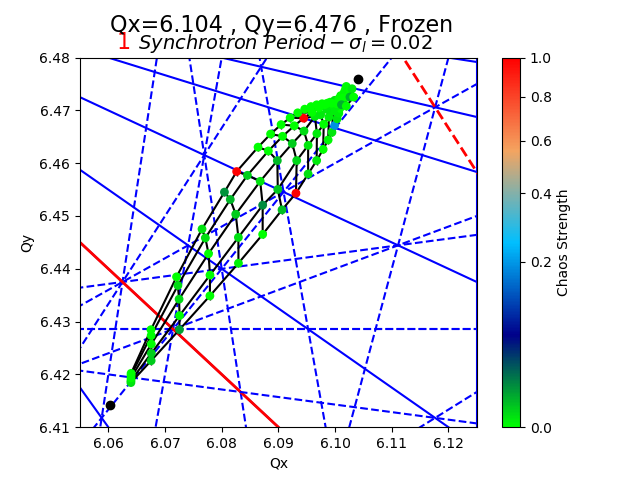 Qx=6.104 , Qy=6.476 , Frozen
1 Synchrotron Period − σl = 0.02
6.48
6.47
6.46
6.45
6.44
6.43
6.42
6.41
Qy
6.06 6.07 6.08 6.09 6.10 6.11 6.12
Qx
1.0
0.8
0.6
0.4
0.2
0.0
Chaos Strength